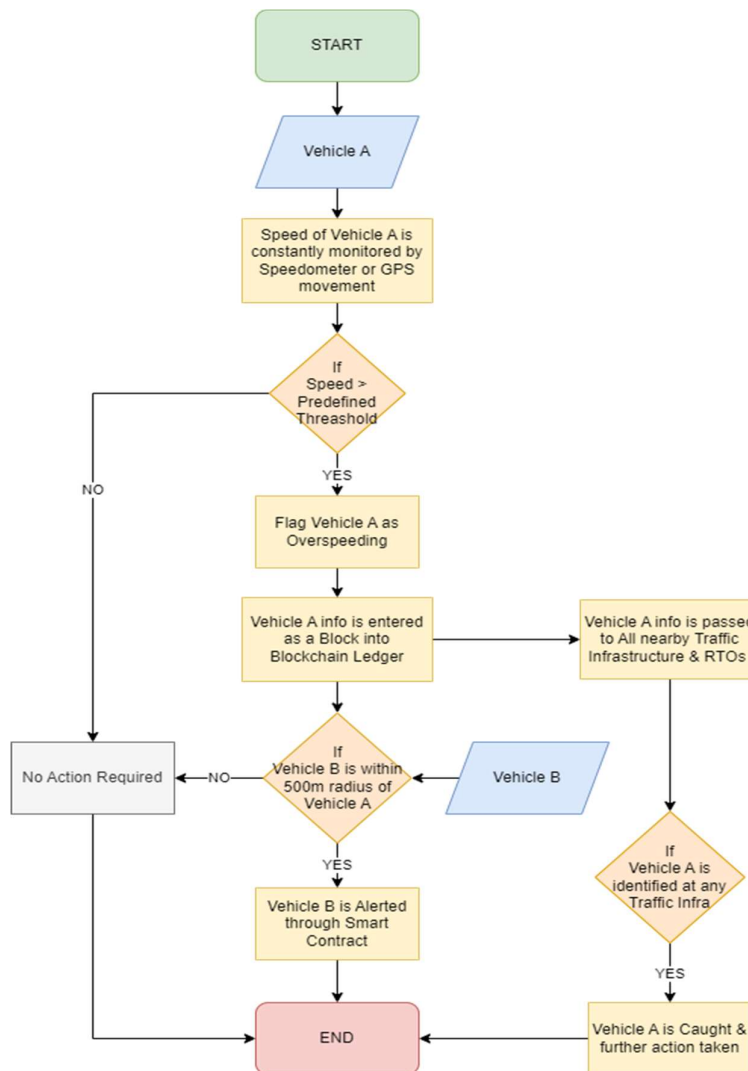 START
Vehicle A
Speed of Vehicle A is
constantly monitored by
Speedometer or GPS
movement
If
Speed >
Predefined
Threashold
NO
YES
Flag Vehicle A as
Overspeeding
Vehicle A info is entered
as a Block into
Blockchain Ledger
Vehicle A info is passed
to All nearby Traffic
Infrastructure & RTOs
If
Vehicle B is within
500m radius of
Vehicle A
Vehicle B
NO
No Action Required
YES
If
Vehicle A is
identified at any
Traffic Infra
Vehicle B is Alerted
through Smart
Contract
YES
END
Vehicle A is Caught &
further action taken